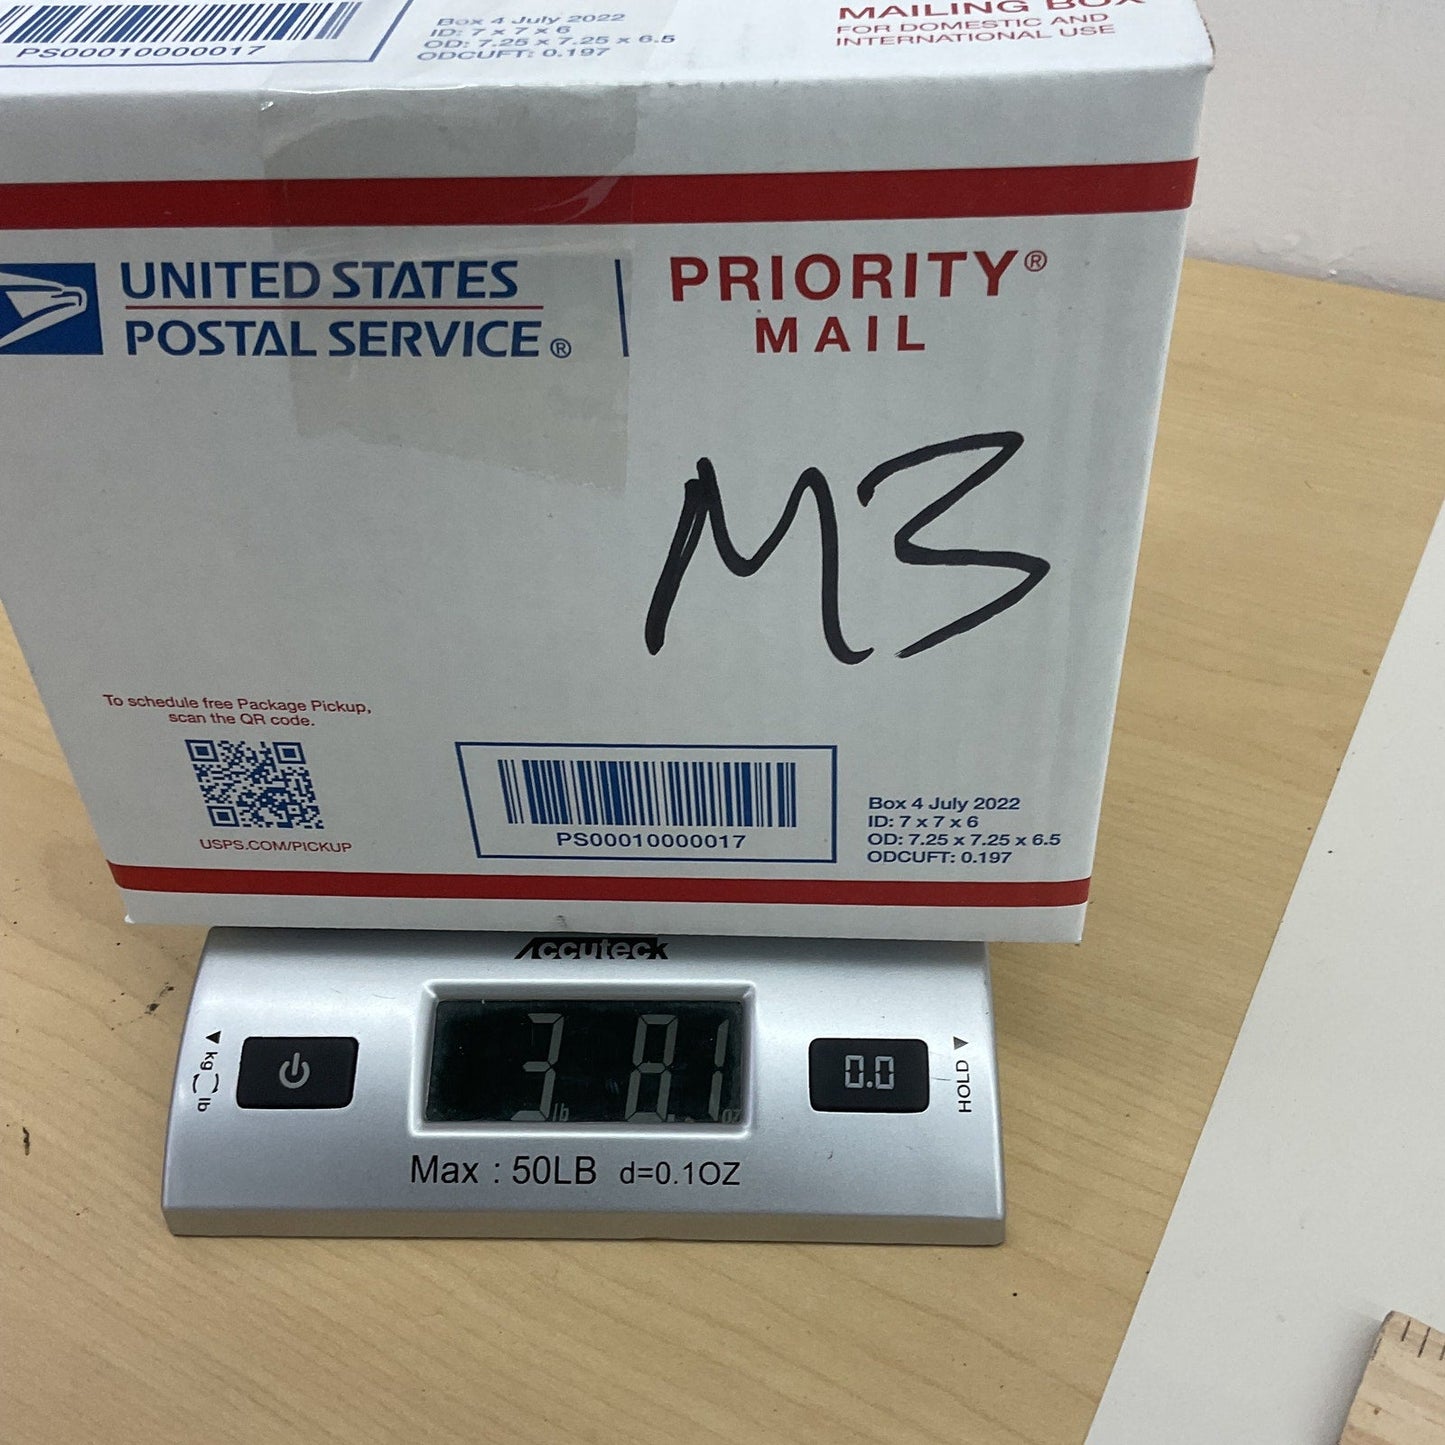 PS00010000017
Box 4 July 2022
ID: 7 x 7 x 6
OD: 7.25 x 7.25 x 6.5
ODCUFT: 0.197
MAILING BOX
FOR DOMESTIC AND
INTERNATIONAL USE
UNITED STATES
POSTAL SERVICE®
PRIORITY®
MAIL
M3
To schedule free Package Pickup,
scan the QR code.
USPS.COM/PICKUP
PS00010000017
Box 4 July 2022
ID: 7 x 7 x 6
OD: 7.25 x 7.25 x 6.5
ODCUFT: 0.197
Accuteck
kg lb
3 lb 8.1 oz
0.0
HOLD
Max : 50LB d=0.1OZ